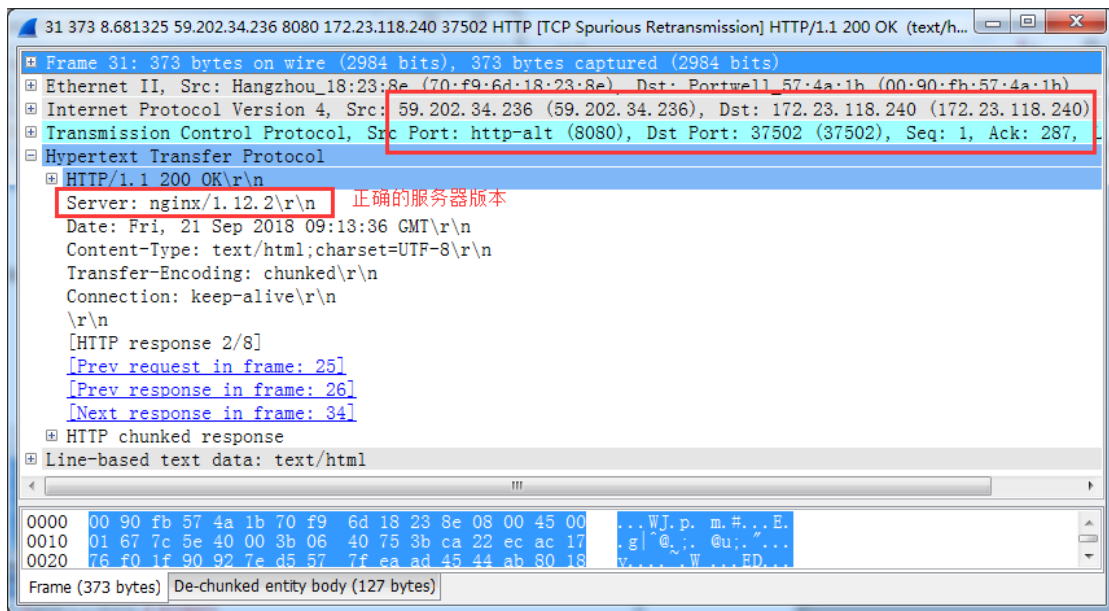 31 373 8.681325 59.202.34.236 8080 172.23.118.240 37502 HTTP [TCP Spurious Retransmission] HTTP/1.1 200 OK (text/h...
Frame 31: 373 bytes on wire (2984 bits), 373 bytes captured (2984 bits)
Ethernet II, Src: Hangzhou_18:23:8e (70:f9:6d:18:23:8e), Dst: Portwell_57:4a:1b (00:90:fb:57:4a:1b)
Internet Protocol Version 4, Src: 59.202.34.236 (59.202.34.236), Dst: 172.23.118.240 (172.23.118.240)
Transmission Control Protocol, Src Port: http-alt (8080), Dst Port: 37502 (37502), Seq: 1, Ack: 287, L
Hypertext Transfer Protocol
HTTP/1.1 200 OK\r\n
Server: nginx/1.12.2\r\n 正确的服务器版本
Date: Fri, 21 Sep 2018 09:13:36 GMT\r\n
Content-Type: text/html;charset=UTF-8\r\n
Transfer-Encoding: chunked\r\n
Connection: keep-alive\r\n
\r\n
[HTTP response 2/8]
[Prev request in frame: 25]
[Prev response in frame: 26]
[Next response in frame: 34]
HTTP chunked response
Line-based text data: text/html
0000 00 90 fb 57 4a 1b 70 f9 6d 18 23 8e 08 00 45 00 ...WJ.p. m.#...E.
0010 01 67 7c 5e 40 00 3b 06 40 75 3b ca 22 ec ac 17 .g|^@.;. @u;."...
0020 76 f0 1f 90 92 7e d5 57 7f ea ad 45 44 ab 80 18 v....~.W ...ED...
Frame (373 bytes) De-chunked entity body (127 bytes)